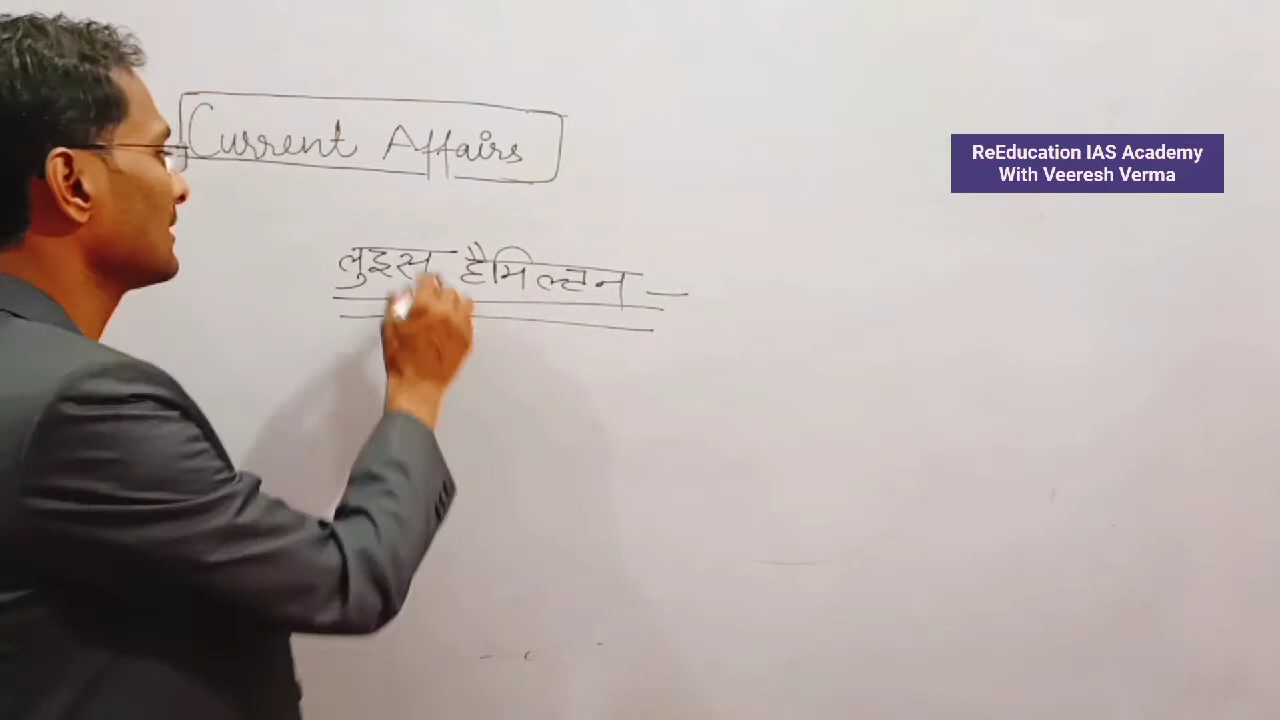 Current Affairs
ReEducation IAS Academy
With Veeresh Verma
लुइस हैमिल्टन –